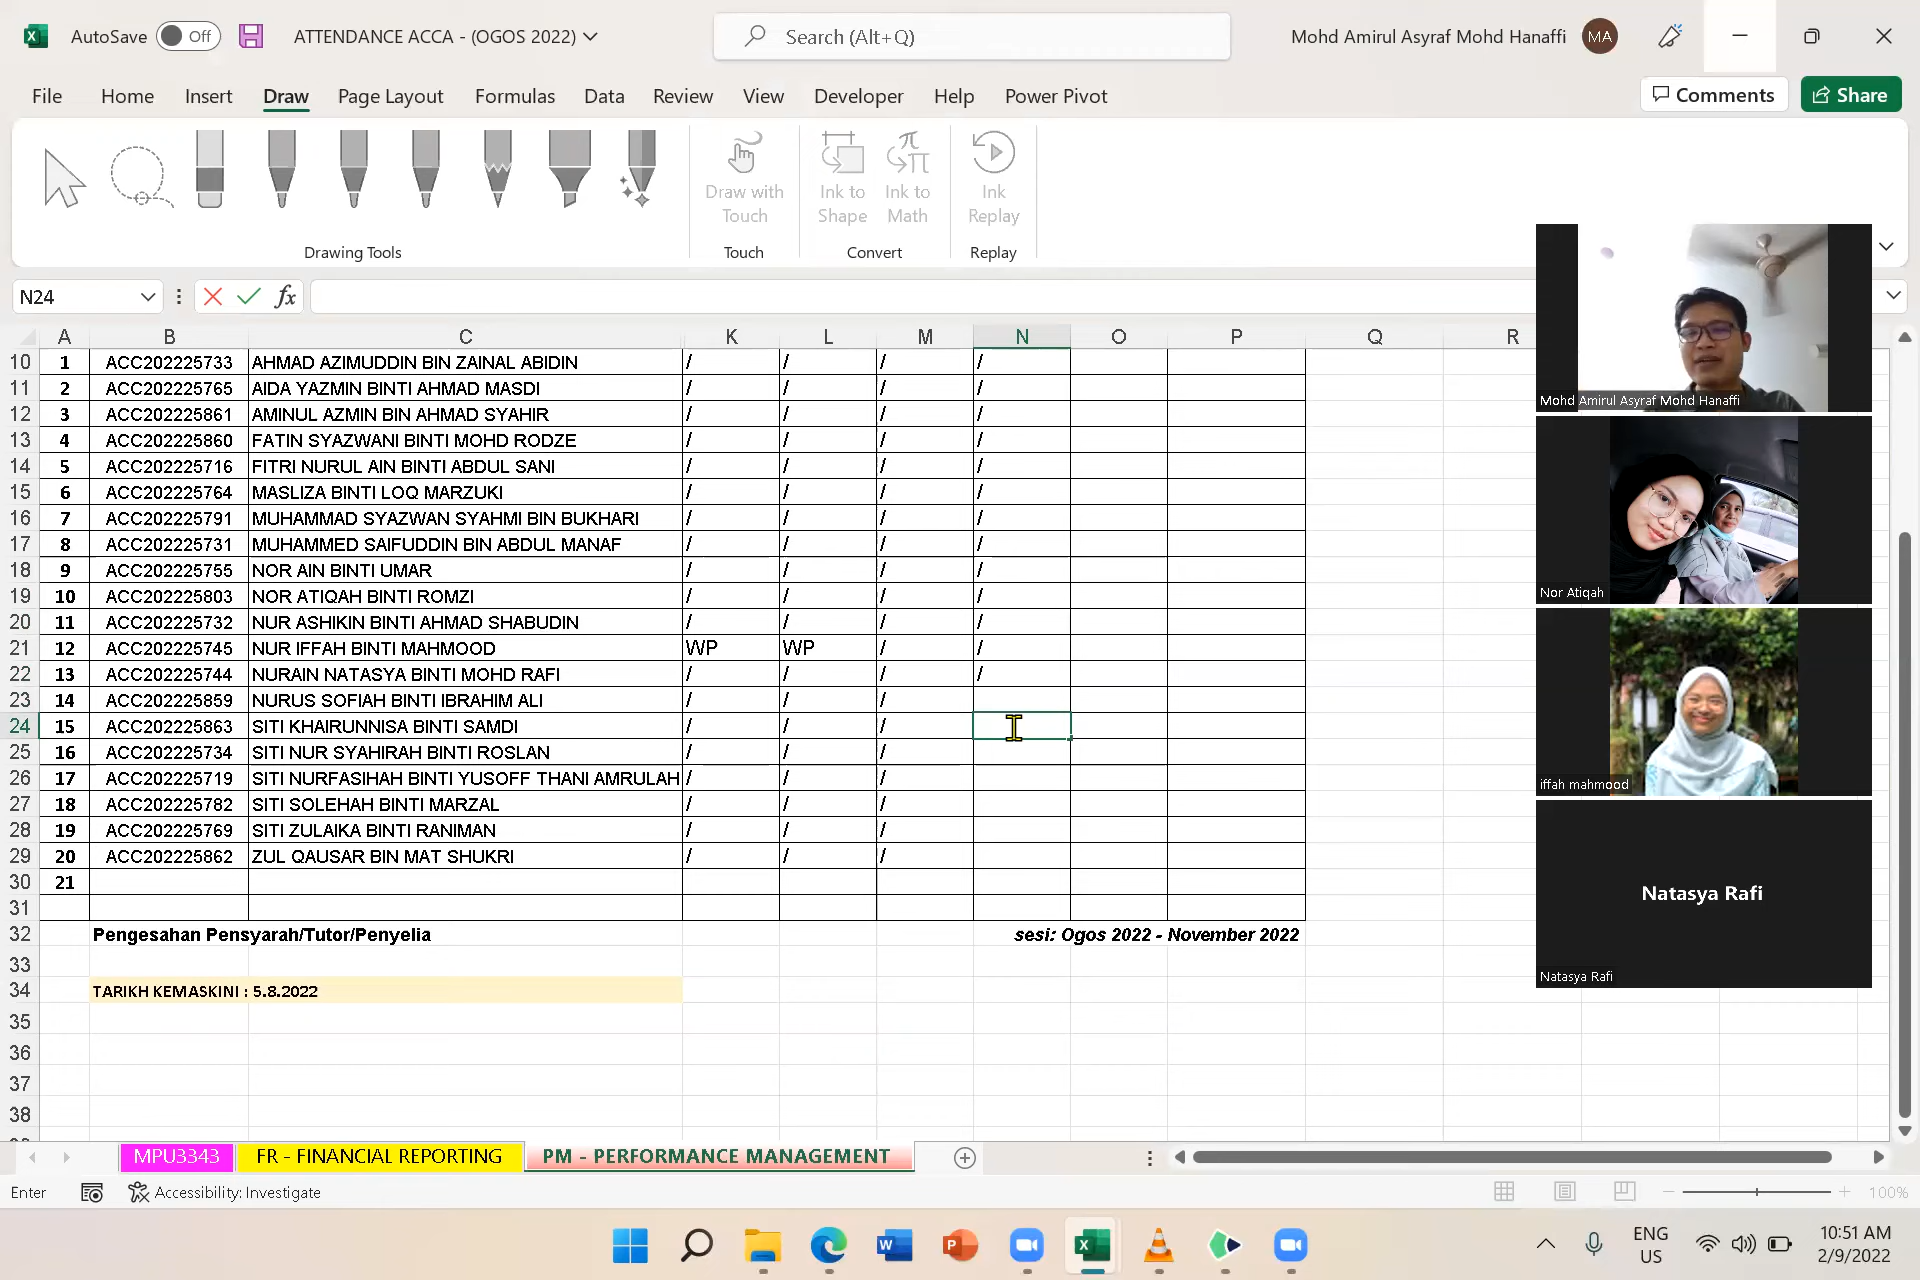 AutoSave Off ATTENDANCE ACCA - (OGOS 2022) Search (Alt+Q) Mohd Amirul Asyraf Mohd Hanaffi MA
File Home Insert Draw Page Layout Formulas Data Review View Developer Help Power Pivot Comments Share
Draw with Touch
Ink to Shape
Ink to Math
Ink Replay
Drawing Tools Touch Convert Replay
N24 fx
A B C K L M N O P Q R
10 1 ACC202225733 AHMAD AZIMUDDIN BIN ZAINAL ABIDIN / / / /
11 2 ACC202225765 AIDA YAZMIN BINTI AHMAD MASDI / / / /
12 3 ACC202225861 AMINUL AZMIN BIN AHMAD SYAHIR / / / /
13 4 ACC202225860 FATIN SYAZWANI BINTI MOHD RODZE / / / /
14 5 ACC202225716 FITRI NURUL AIN BINTI ABDUL SANI / / / /
15 6 ACC202225764 MASLIZA BINTI LOQ MARZUKI / / / /
16 7 ACC202225791 MUHAMMAD SYAZWAN SYAHMI BIN BUKHARI / / / /
17 8 ACC202225731 MUHAMMED SAIFUDDIN BIN ABDUL MANAF / / / /
18 9 ACC202225755 NOR AIN BINTI UMAR / / / /
19 10 ACC202225803 NOR ATIQAH BINTI ROMZI / / / /
20 11 ACC202225732 NUR ASHIKIN BINTI AHMAD SHABUDIN / / / /
21 12 ACC202225745 NUR IFFAH BINTI MAHMOOD WP WP / /
22 13 ACC202225744 NURAIN NATASYA BINTI MOHD RAFI / / / /
23 14 ACC202225859 NURUS SOFIAH BINTI IBRAHIM ALI / / /
24 15 ACC202225863 SITI KHAIRUNNISA BINTI SAMDI / / /
25 16 ACC202225734 SITI NUR SYAHIRAH BINTI ROSLAN / / /
26 17 ACC202225719 SITI NURFASIHAH BINTI YUSOFF THANI AMRULAH / / /
27 18 ACC202225782 SITI SOLEHAH BINTI MARZAL / / /
28 19 ACC202225769 SITI ZULAIKA BINTI RANIMAN / / /
29 20 ACC202225862 ZUL QAUSAR BIN MAT SHUKRI / / /
30 21
31
32 Pengesahan Pensyarah/Tutor/Penyelia sesi: Ogos 2022 - November 2022
33
34 TARIKH KEMASKINI : 5.8.2022
35
36
37
38
Mohd Amirul Asyraf Mohd Hanaffi
Nor Atiqah
iffah mahmood
Natasya Rafi
Natasya Rafi
MPU3343 FR - FINANCIAL REPORTING PM - PERFORMANCE MANAGEMENT
Enter Accessibility: Investigate 100%
ENG US
10:51 AM
2/9/2022